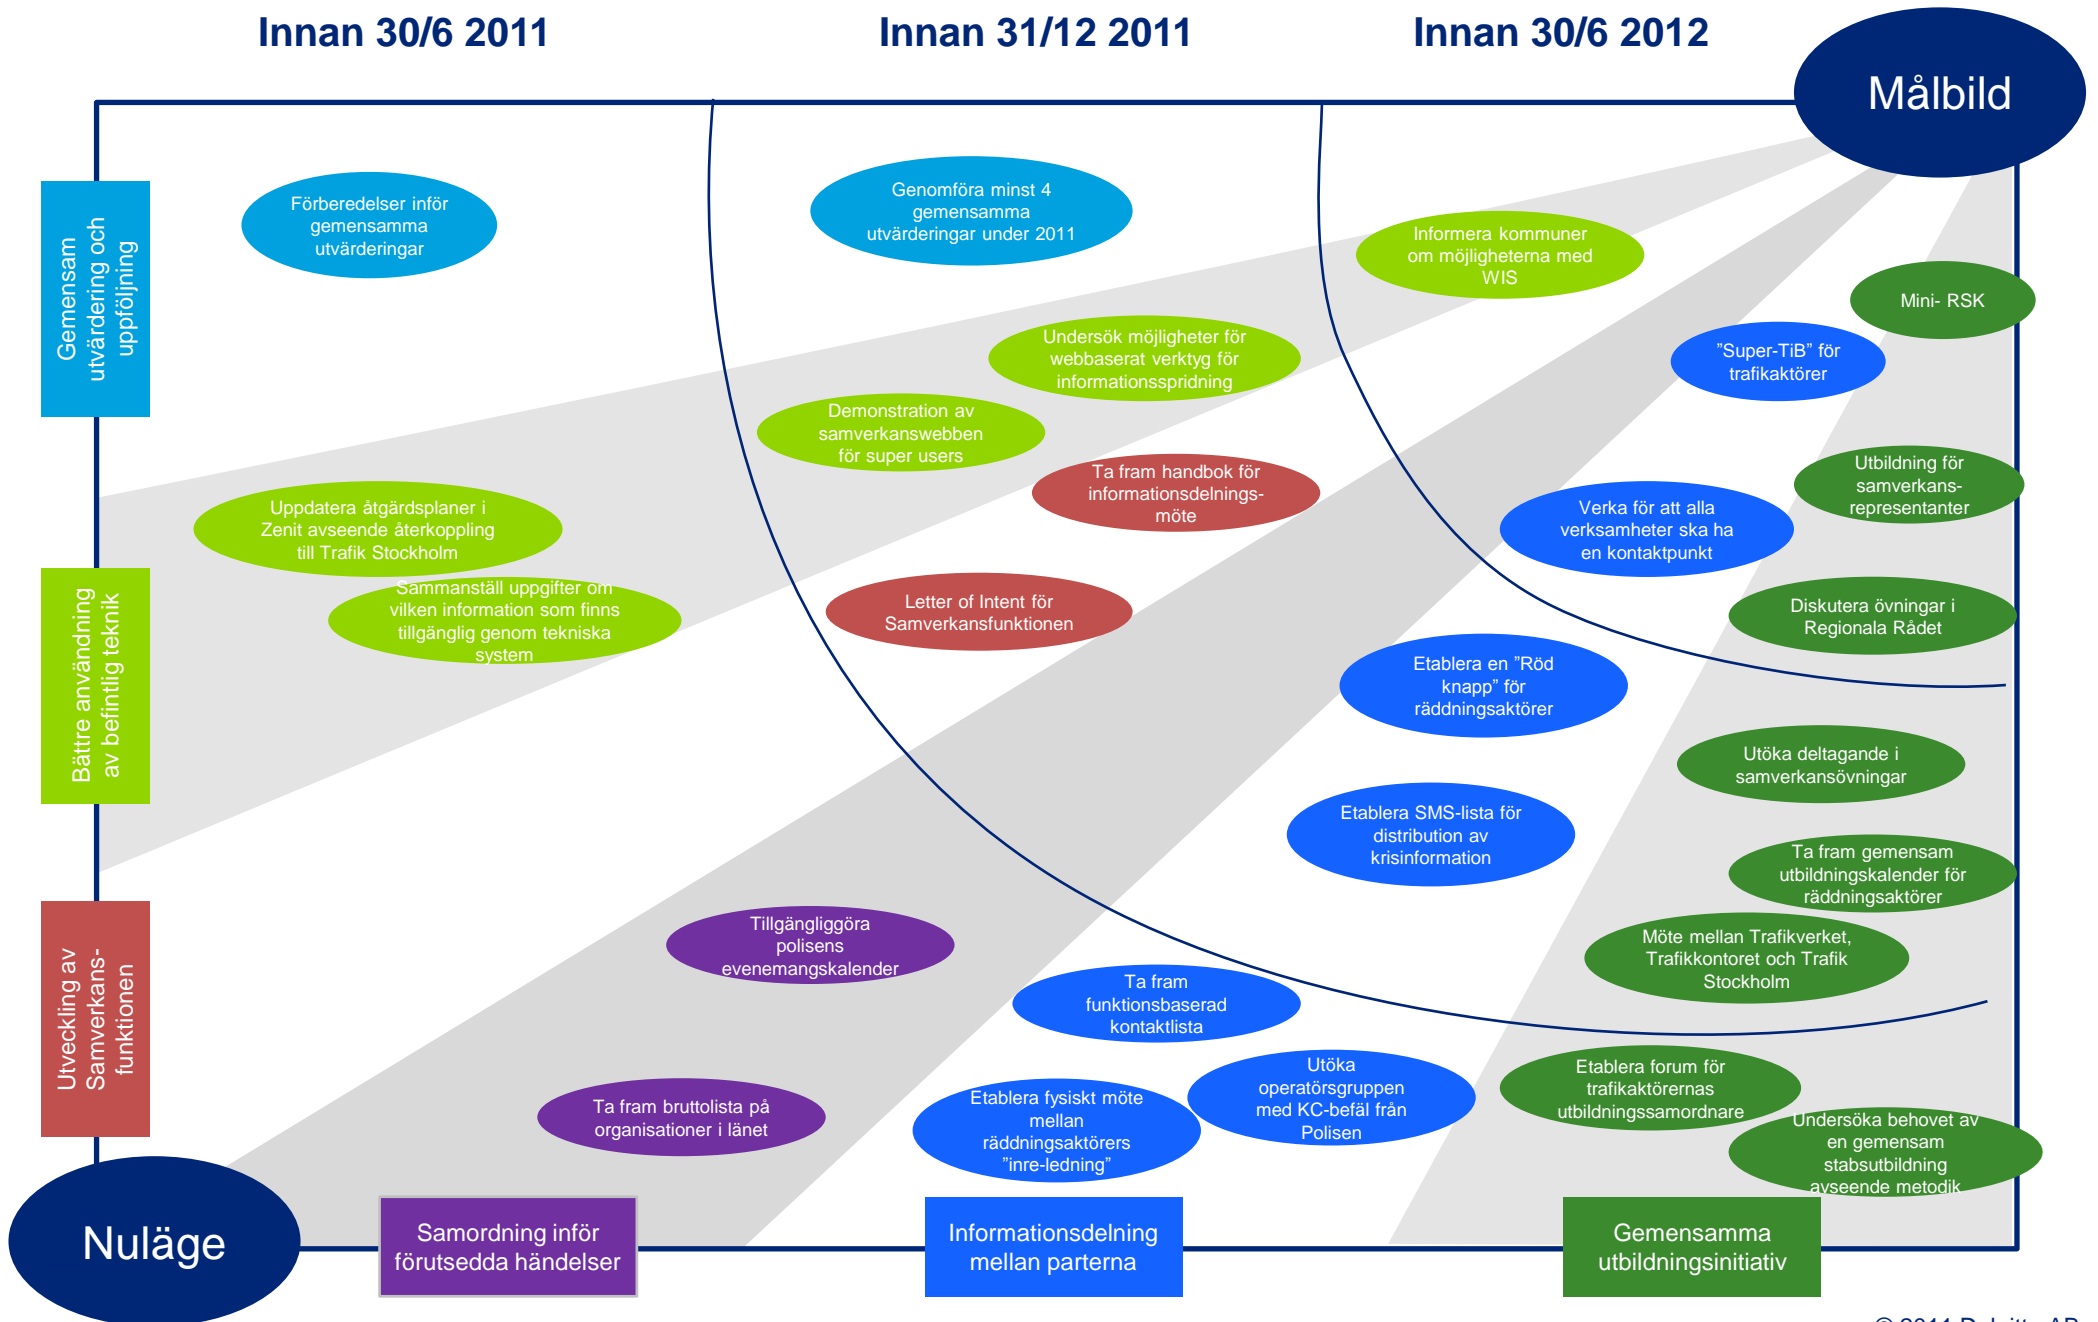 Innan 30/6 2011
Innan 31/12 2011
Innan 30/6 2012
Målbild
Gemensam
utvärdering och
uppföljning
Förberedelser inför
gemensamma
utvärderingar
Genomföra minst 4
gemensamma
utvärderingar under 2011
Informera kommuner
om möjligheterna med
WIS
Mini- RSK
Undersök möjligheter för
webbaserat verktyg för
informationsspridning
”Super-TiB” för
trafikaktörer
Demonstration av
samverkanswebben
för super users
Ta fram handbok för
informationsdelnings-
möte
Utbildning för
samverkans-
representanter
Uppdatera åtgärdsplaner i
Zenit avseende återkoppling
till Trafik Stockholm
Verka för att alla
verksamheter ska ha
en kontaktpunkt
Bättre användning
av befintlig teknik
Sammanställ uppgifter om
vilken information som finns
tillgänglig genom tekniska
system
Letter of Intent för
Samverkansfunktionen
Diskutera övningar i
Regionala Rådet
Etablera en ”Röd
knapp” för
räddningsaktörer
Utöka deltagande i
samverkansövningar
Etablera SMS-lista för
distribution av
krisinformation
Ta fram gemensam
utbildningskalender för
räddningsaktörer
Utveckling av
Samverkans-
funktionen
Tillgängliggöra
polisens
evenemangskalender
Möte mellan Trafikverket,
Trafikkontoret och Trafik
Stockholm
Ta fram
funktionsbaserad
kontaktlista
Utöka
operatörsgruppen
med KC-befäl från
Polisen
Etablera forum för
trafikaktörernas
utbildningssamordnare
Ta fram bruttolista på
organisationer i länet
Etablera fysiskt möte
mellan
räddningsaktörers
”inre-ledning”
Undersöka behovet av
en gemensam
stabsutbildning
avseende metodik
Nuläge
Samordning inför
förutsedda händelser
Informationsdelning
mellan parterna
Gemensamma
utbildningsinitiativ
© 2011 Deloitte AB